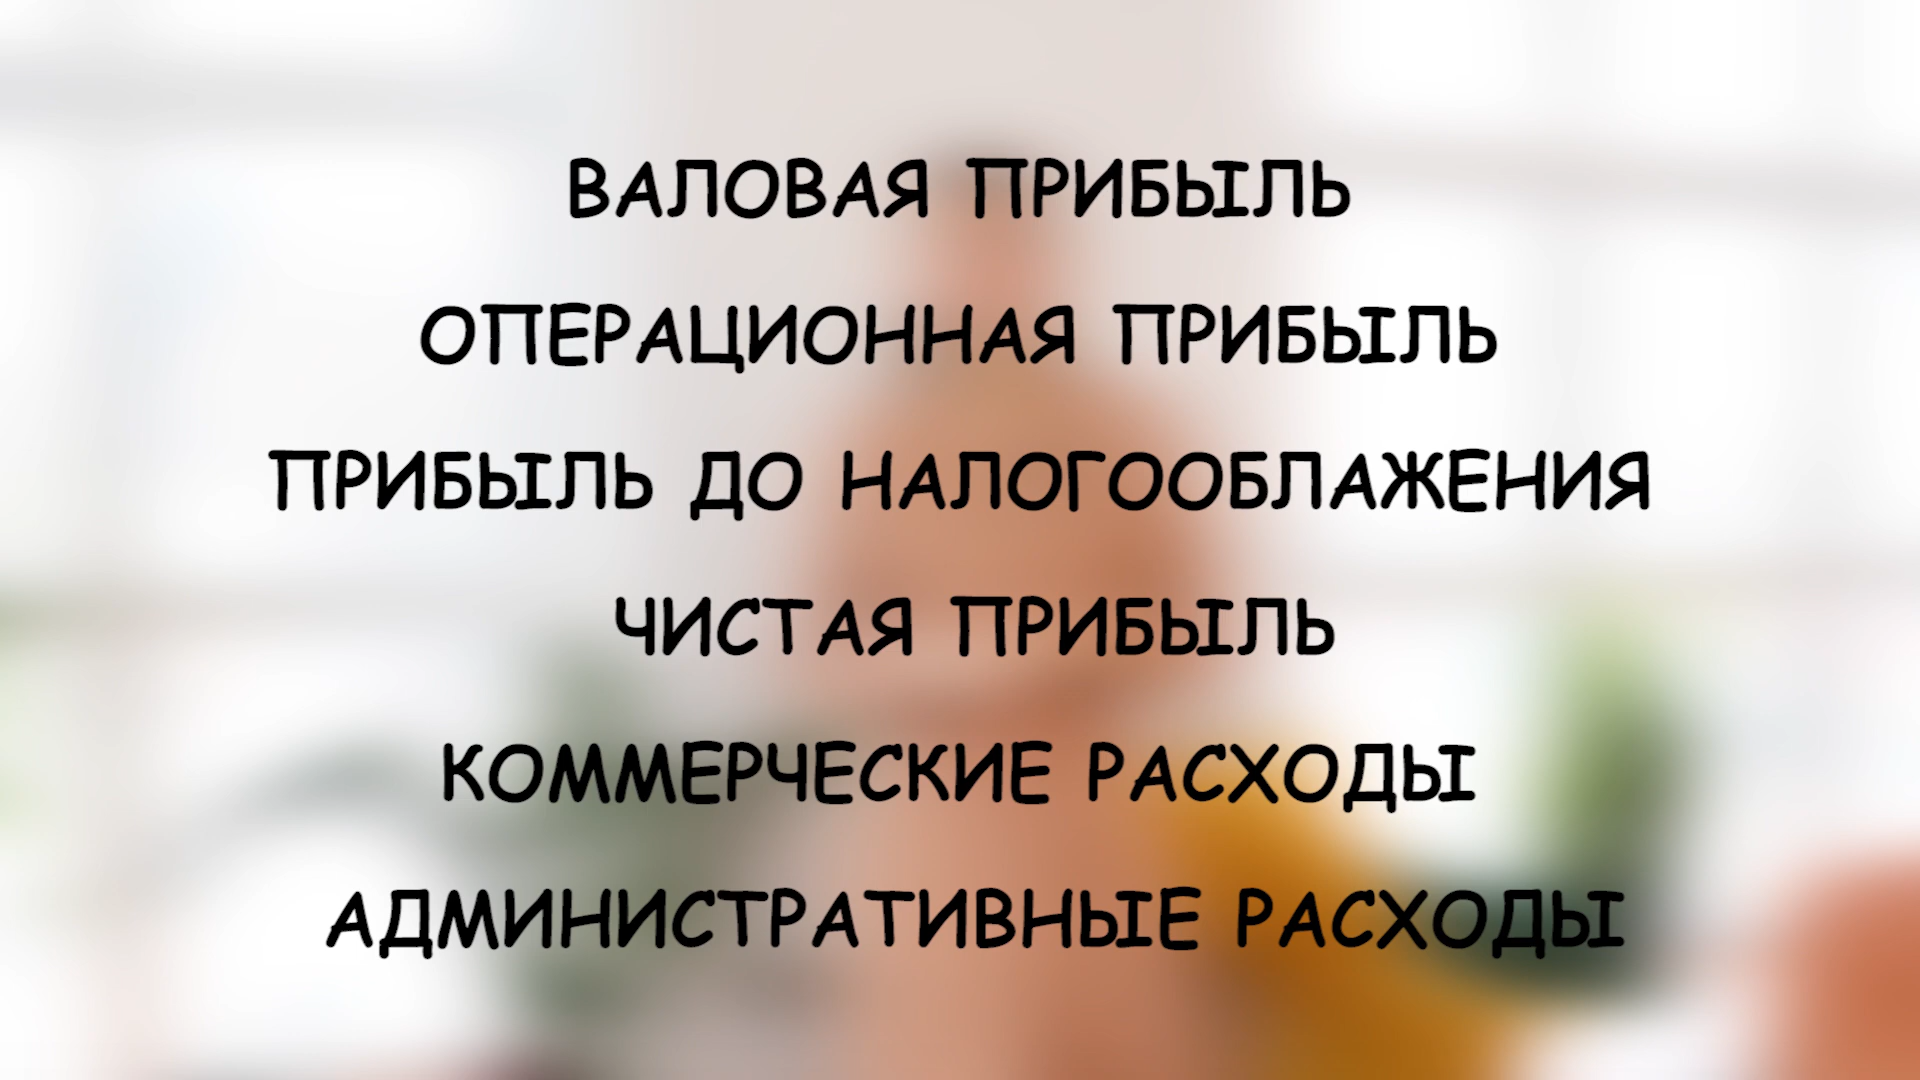 ВАЛОВАЯ ПРИБЫЛЬ
ОПЕРАЦИОННАЯ ПРИБЫЛЬ
ПРИБЫЛЬ ДО НАЛОГООБЛАЖЕНИЯ
ЧИСТАЯ ПРИБЫЛЬ
КОММЕРЧЕСКИЕ РАСХОДЫ
АДМИНИСТРАТИВНЫЕ РАСХОДЫ